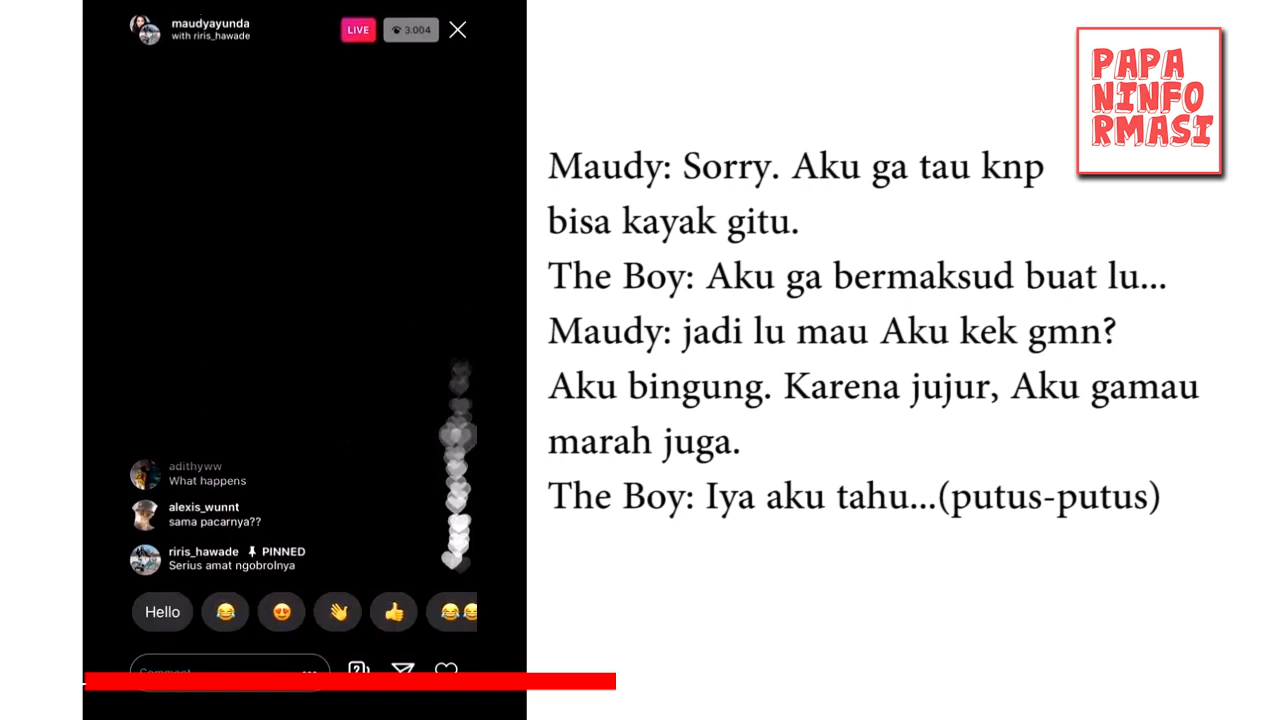 maudyayunda
with riris_hawade
LIVE
3.004
adithyww
What happens
alexis_wunnt
sama pacarnya??
riris_hawade PINNED
Serius amat ngobrolnya
Hello
Comment
PAPA
NINFO
RMASI
Maudy: Sorry. Aku ga tau knp
bisa kayak gitu.
The Boy: Aku ga bermaksud buat lu...
Maudy: jadi lu mau Aku kek gmn?
Aku bingung. Karena jujur, Aku gamau
marah juga.
The Boy: Iya aku tahu...(putus-putus)